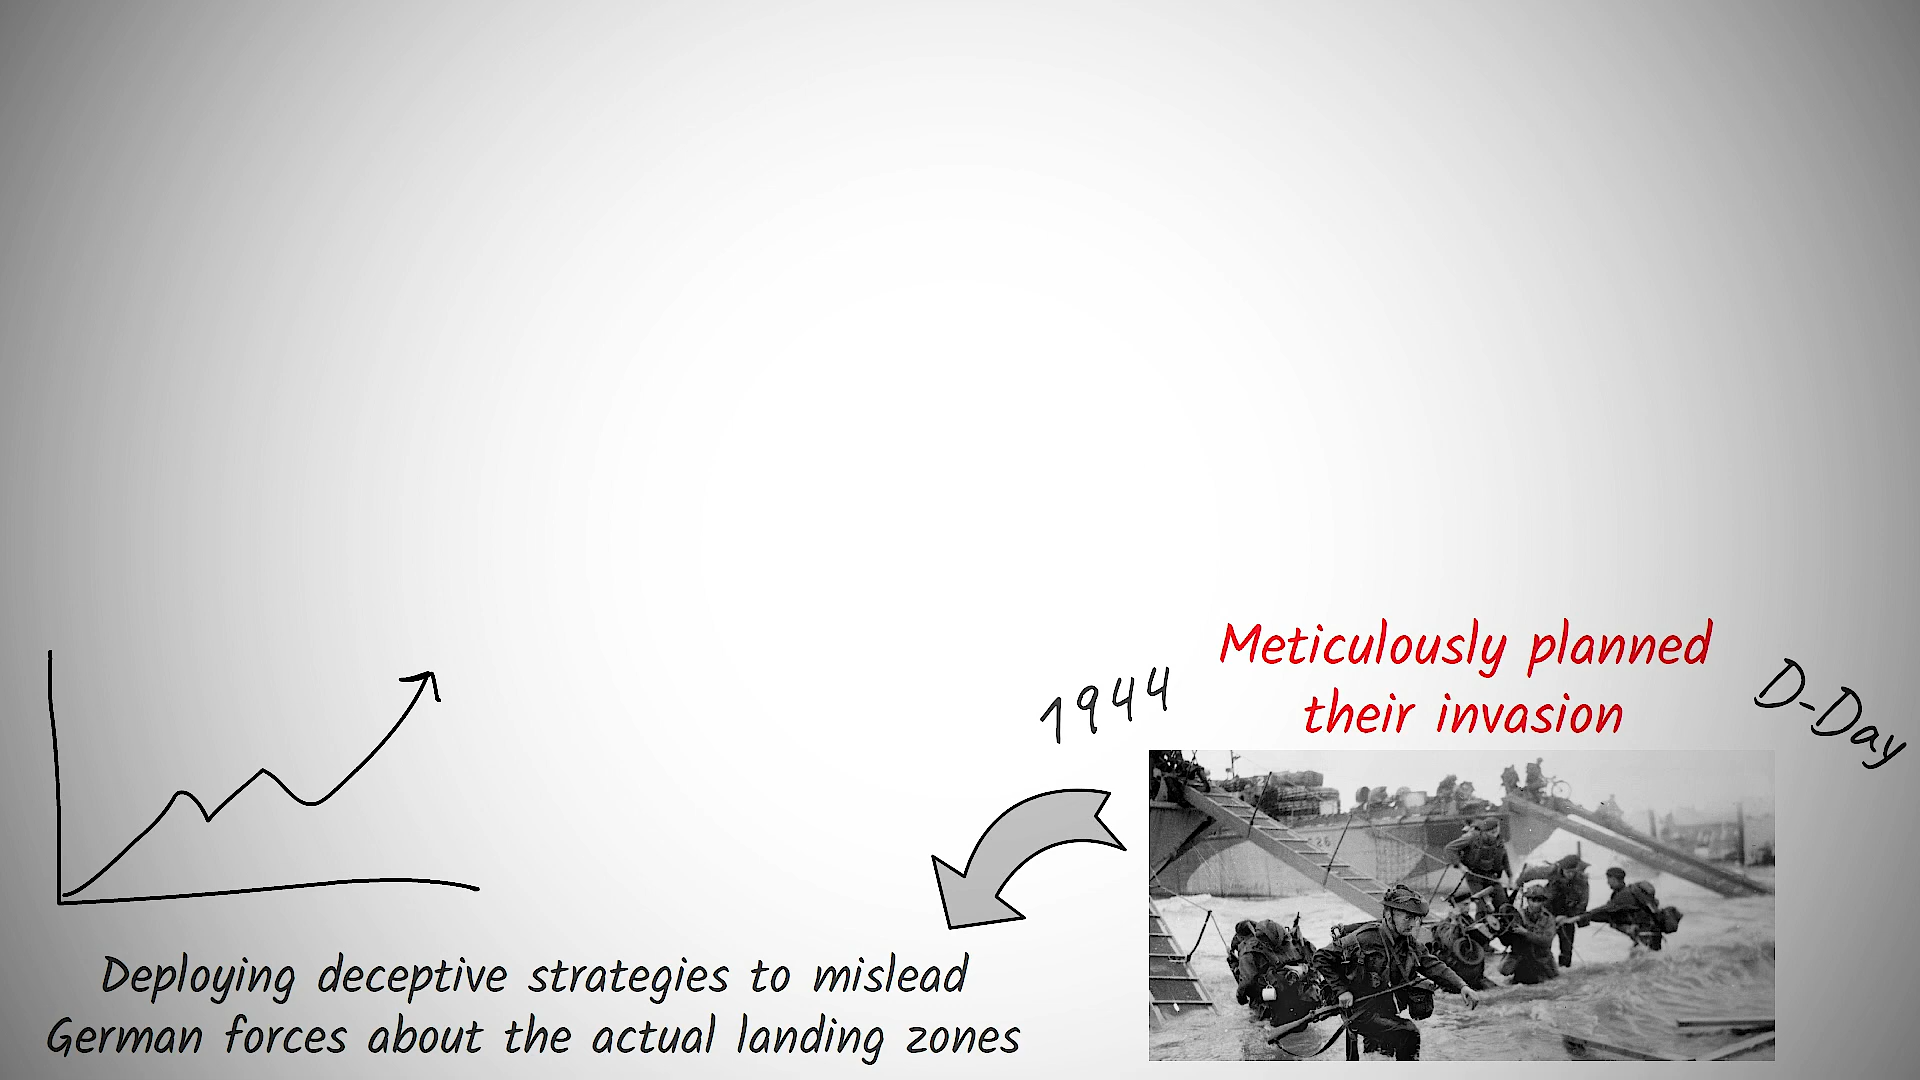 Meticulously planned
their invasion
1944
D-Day
Deploying deceptive strategies to mislead
German forces about the actual landing zones